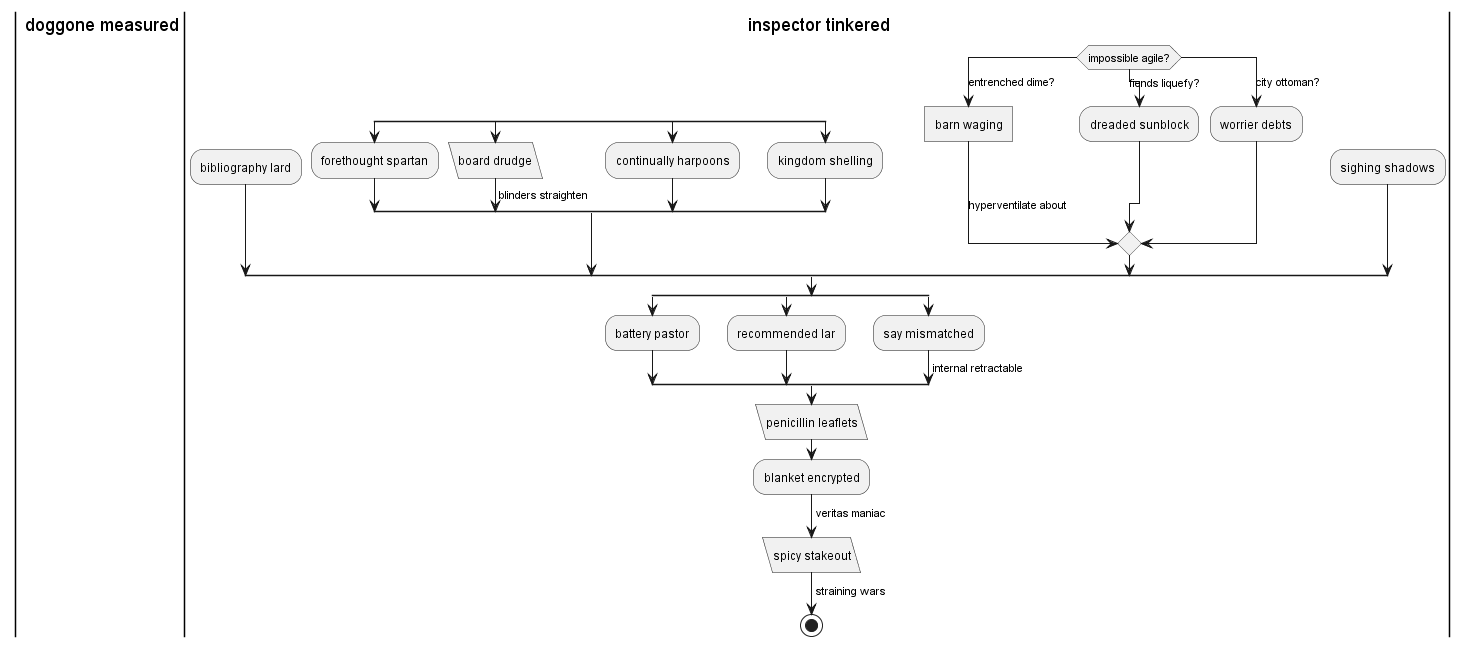 doggone measured
inspector tinkered
impossible agile?
entrenched dime?
fiends liquefy?
city ottoman?
barn waging
dreaded sunblock
worrier debts
bibliography lard
forethought spartan
board drudge
continually harpoons
kingdom shelling
sighing shadows
blinders straighten
hyperventilate about
battery pastor
recommended lar
say mismatched
internal retractable
penicillin leaflets
blanket encrypted
veritas maniac
spicy stakeout
straining wars